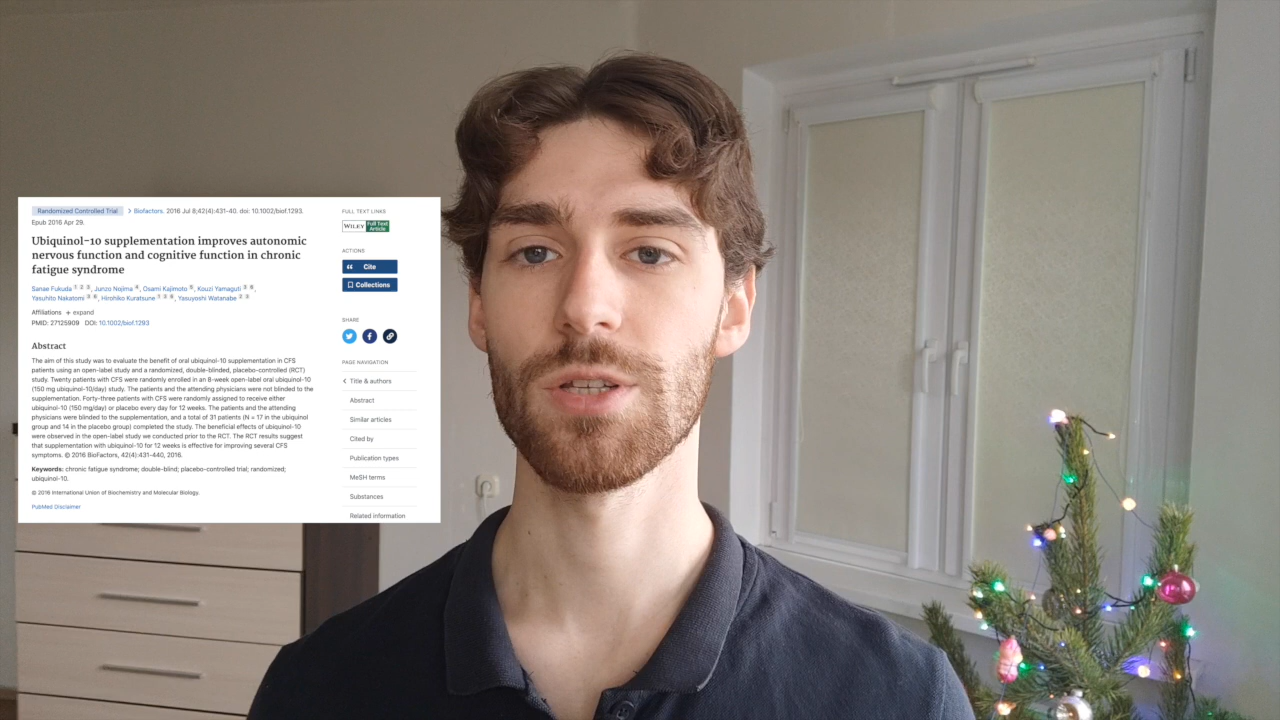 Randomized Controlled Trial > Biofactors. 2016 Jul 8;42(4):431-40. doi: 10.1002/biof.1293.
Epub 2016 Apr 29.
Ubiquinol-10 supplementation improves autonomic
nervous function and cognitive function in chronic
fatigue syndrome
Sanae Fukuda 1 2 3, Junzo Nojima 4, Osami Kajimoto 5, Kouzi Yamaguti 3 6,
Yasuhito Nakatomi 3 6, Hirohiko Kuratsune 1 3 6, Yasuyoshi Watanabe 2 3
Affiliations + expand
PMID: 27125909 DOI: 10.1002/biof.1293
Abstract
The aim of this study was to evaluate the benefit of oral ubiquinol-10 supplementation in CFS
patients using an open-label study and a randomized, double-blinded, placebo-controlled (RCT)
study. Twenty patients with CFS were randomly enrolled in an 8-week open-label oral ubiquinol-10
(150 mg ubiquinol-10/day) study. The patients and the attending physicians were not blinded to the
supplementation. Forty-three patients with CFS were randomly assigned to receive either
ubiquinol-10 (150 mg/day) or placebo every day for 12 weeks. The patients and the attending
physicians were blinded to the supplementation, and a total of 31 patients (N = 17 in the ubiquinol
group and 14 in the placebo group) completed the study. The beneficial effects of ubiquinol-10
were observed in the open-label study we conducted prior to the RCT. The RCT results suggest
that supplementation with ubiquinol-10 for 12 weeks is effective for improving several CFS
symptoms. © 2016 BioFactors, 42(4):431-440, 2016.
Keywords: chronic fatigue syndrome; double-blind; placebo-controlled trial; randomized;
ubiquinol-10.
© 2016 International Union of Biochemistry and Molecular Biology.
PubMed Disclaimer
FULL TEXT LINKS
WILEY Full Text
Article
ACTIONS
Cite
Collections
SHARE
PAGE NAVIGATION
Title & authors
Abstract
Similar articles
Cited by
Publication types
MeSH terms
Substances
Related information